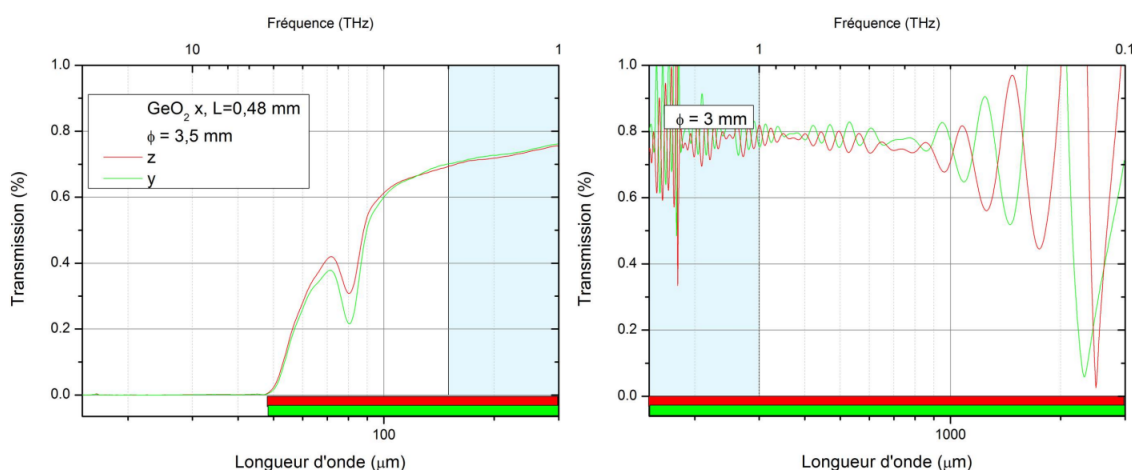 Fréquence (THz)
10
1
1.0
0.8
0.6
0.4
0.2
0.0
Transmission (%)
GeO2 x, L=0,48 mm
ϕ = 3,5 mm
z
y
100
Longueur d'onde (μm)
Fréquence (THz)
1
0.1
1.0
0.8
0.6
0.4
0.2
0.0
Transmission (%)
ϕ = 3 mm
1000
Longueur d'onde (μm)